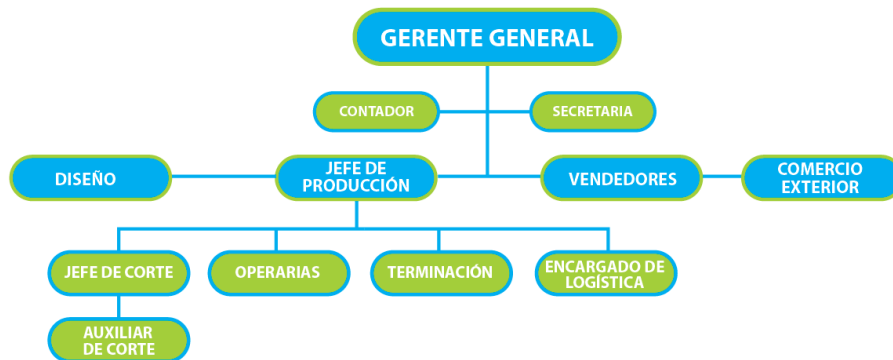 GERENTE GENERAL
CONTADOR
SECRETARIA
DISEÑO
JEFE DE
PRODUCCIÓN
VENDEDORES
COMERCIO
EXTERIOR
JEFE DE CORTE
OPERARIAS
TERMINACIÓN
ENCARGADO DE
LOGÍSTICA
AUXILIAR
DE CORTE